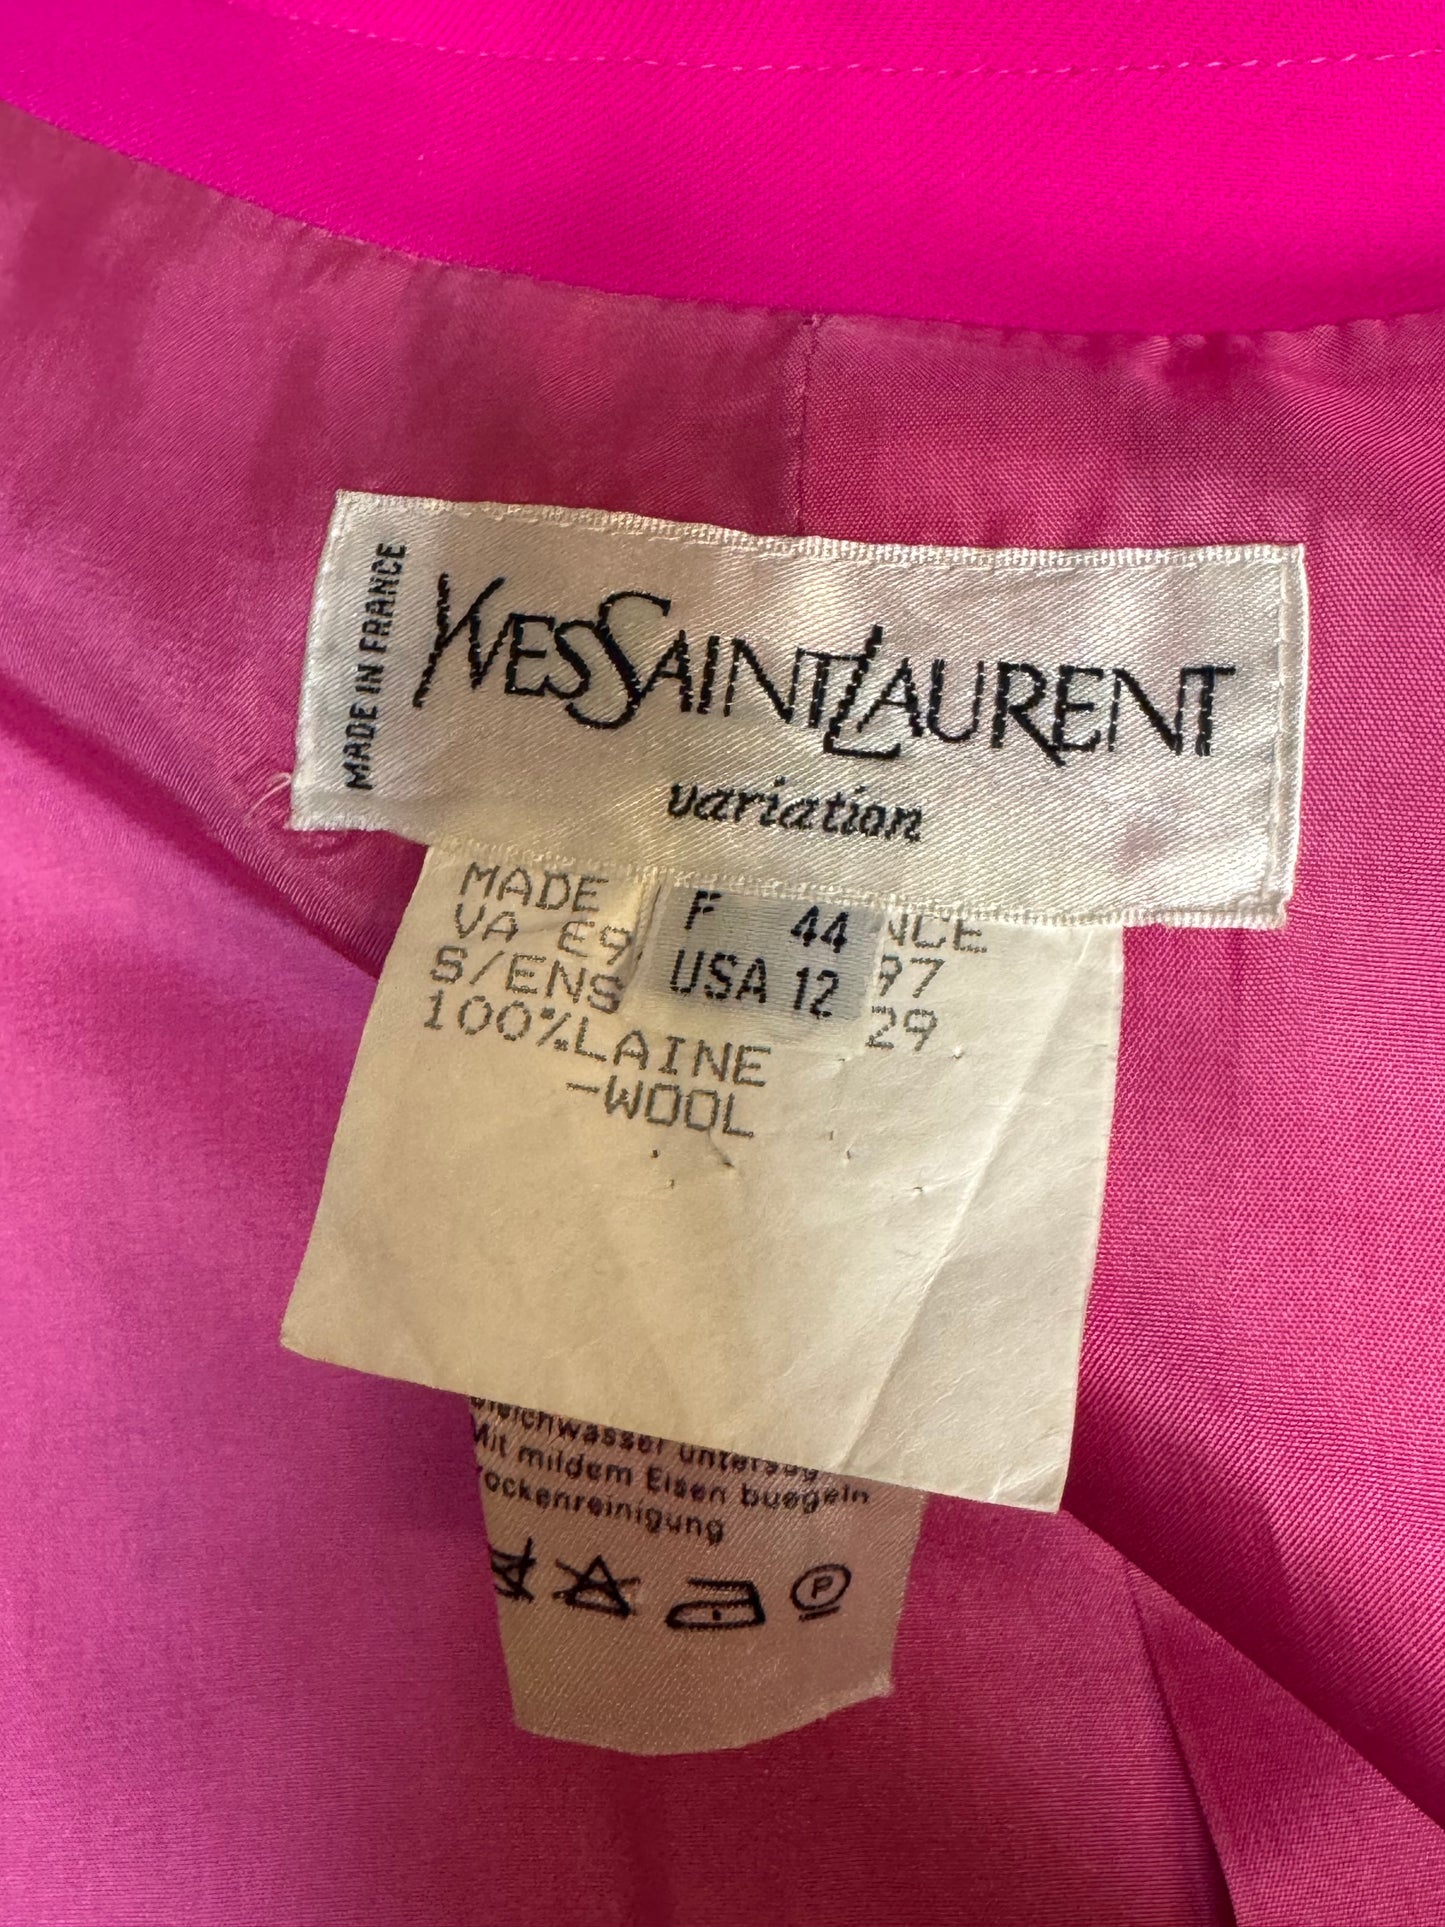 MADE IN FRANCE
YVESSAINTLAURENT
variation
F 44
USA 12
MADE
VA E9 97
S/ENS 29
100%LAINE
-WOOL
Mit mildem Eisen buegeln
P